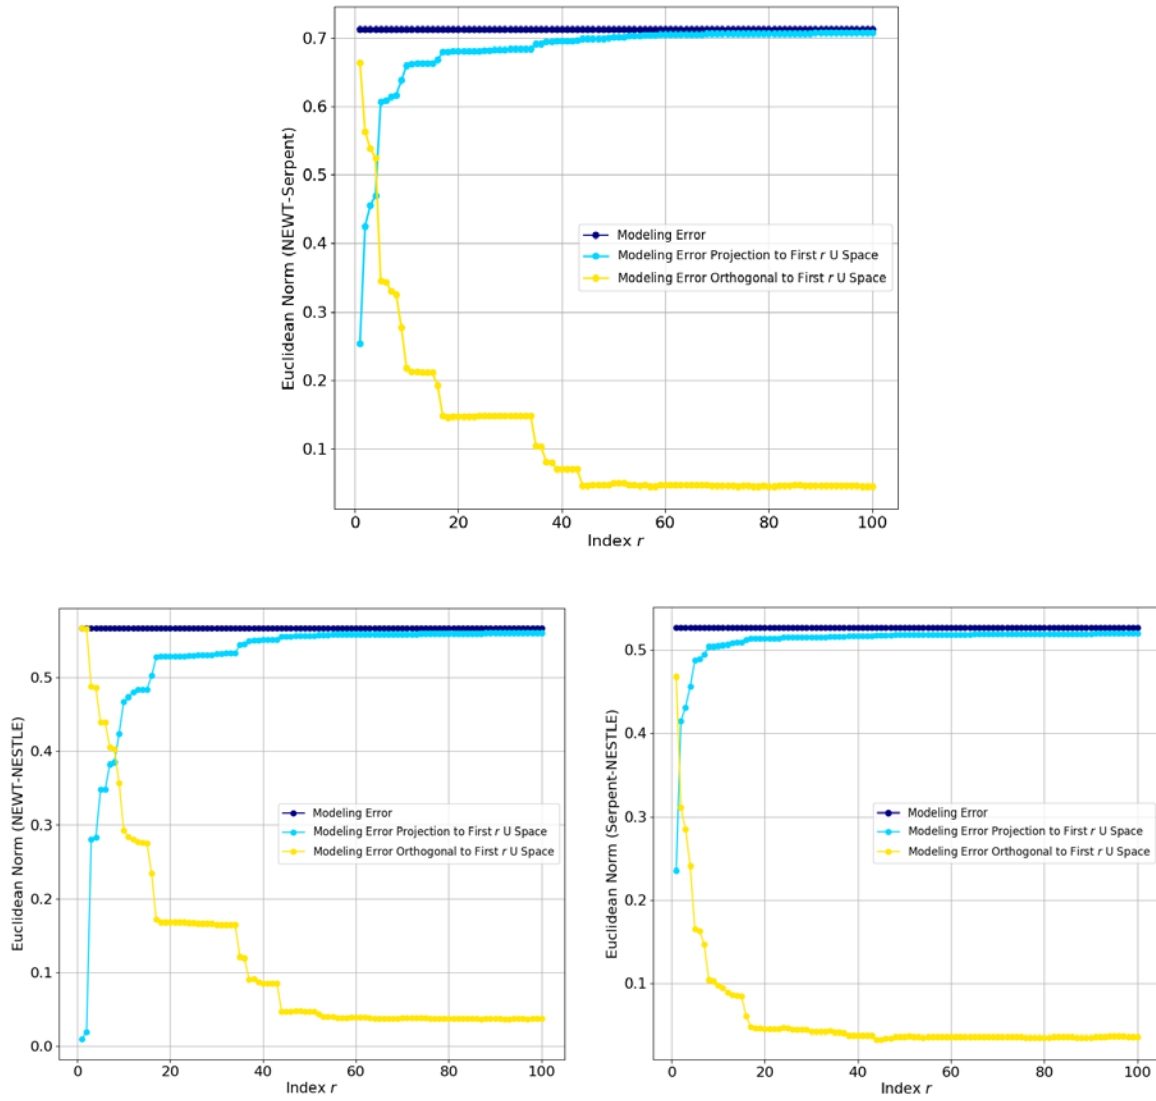 Euclidean Norm (NEWT-Serpent)
0.7
0.6
0.5
0.4
0.3
0.2
0.1
Modeling Error
Modeling Error Projection to First r U Space
Modeling Error Orthogonal to First r U Space
0 20 40 60 80 100
Index r
Euclidean Norm (NEWT-NESTLE)
0.5
0.4
0.3
0.2
0.1
0.0
Modeling Error
Modeling Error Projection to First r U Space
Modeling Error Orthogonal to First r U Space
0 20 40 60 80 100
Index r
Euclidean Norm (Serpent-NESTLE)
0.5
0.4
0.3
0.2
0.1
Modeling Error
Modeling Error Projection to First r U Space
Modeling Error Orthogonal to First r U Space
0 20 40 60 80 100
Index r